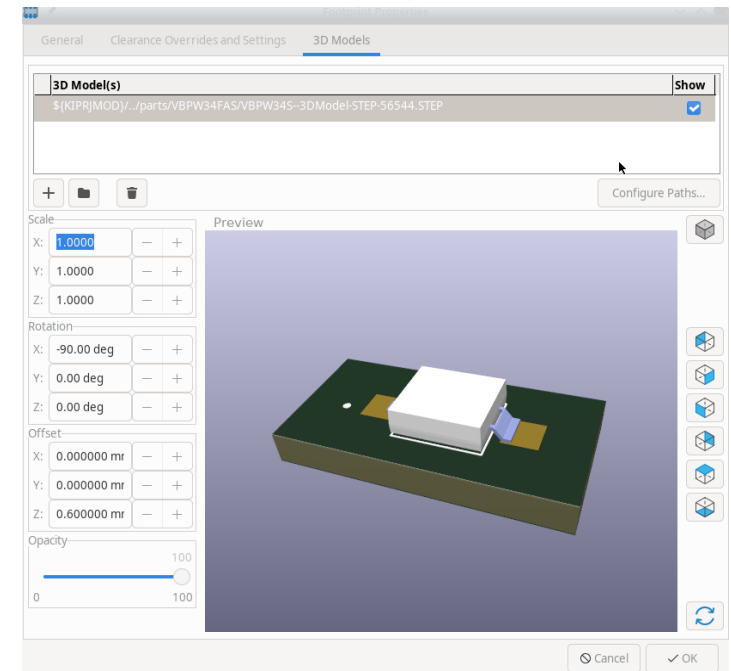 Footprint Properties
General Clearance Overrides and Settings 3D Models
3D Model(s) Show
${KIPRJMOD}/../parts/VBPW34FAS/VBPW34S--3DModel-STEP-56544.STEP
Configure Paths...
Scale
X: 1.0000
Y: 1.0000
Z: 1.0000
Rotation
X: -90.00 deg
Y: 0.00 deg
Z: 0.00 deg
Offset
X: 0.000000 mr
Y: 0.000000 mr
Z: 0.600000 mr
Opacity
100
0 100
Preview
Cancel OK